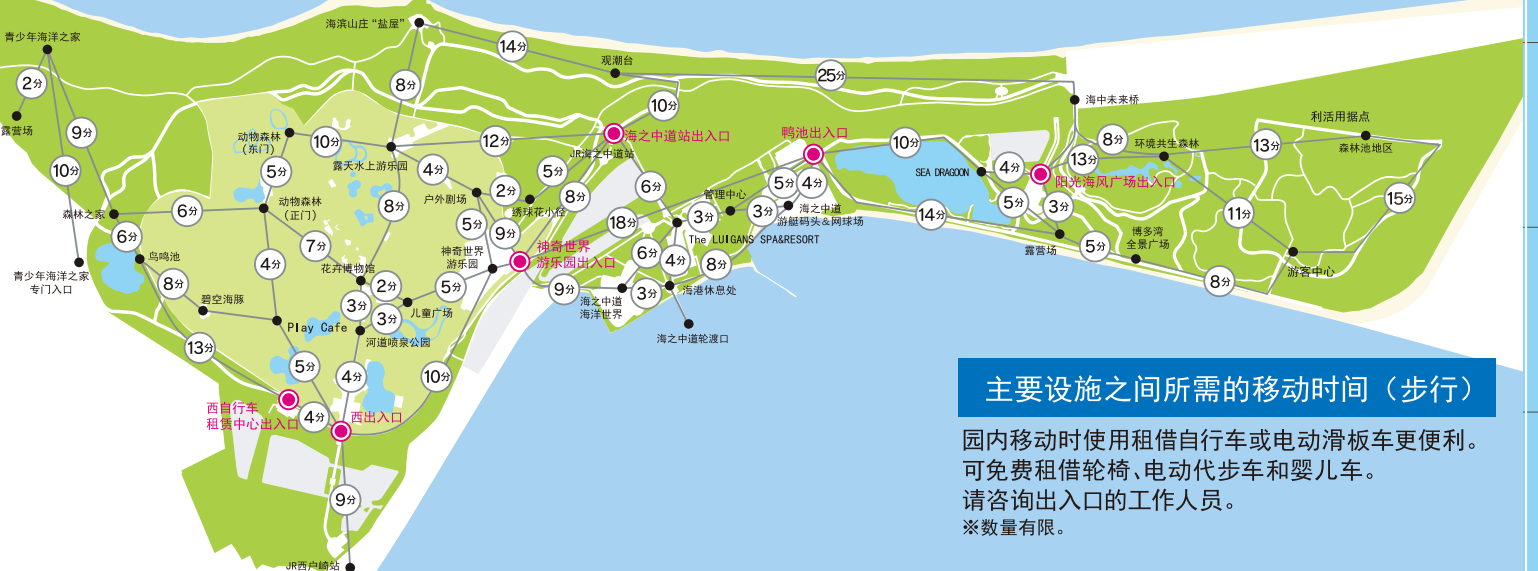 海滨山庄“盐屋”
青少年海洋之家
14分
观潮台
2分
8分
25分
10分
海中未来桥
露营场
9分
动物森林
（东门）
10分
12分
海之中道站出入口
鸭池出入口
10分
8分
利活用据点
13分
环境共生森林
13分
森林池地区
JR海之中道站
露天水上游乐园
10分
5分
4分
5分
4分
SEA DRAGOON
阳光海风广场出入口
6分
5分
4分
2分
8分
户外剧场
管理中心
15分
森林之家
6分
动物森林
（正门）
8分
绣球花小径
18分
3分
3分
海之中道
游艇码头＆网球场
14分
5分
3分
11分
5分
9分
6分
7分
神奇世界
游乐园
神奇世界
游乐园出入口
The LUIGANS SPA&RESORT
博多湾
全景广场
露营场
5分
鸟鸣池
4分
花卉博物馆
6分
4分
8分
游客中心
青少年海洋之家
专门入口
8分
2分
5分
9分
3分
海港休息处
8分
碧空海豚
3分
儿童广场
海之中道
海洋世界
3分
Play Cafe
河道喷泉公园
海之中道轮渡口
13分
5分
4分
10分
西自行车
租赁中心出入口
4分
西出入口
9分
JR西户崎站
主要设施之间所需的移动时间（步行）
园内移动时使用租借自行车或电动滑板车更便利。
可免费租借轮椅、电动代步车和婴儿车。
请咨询出入口的工作人员。
※数量有限。